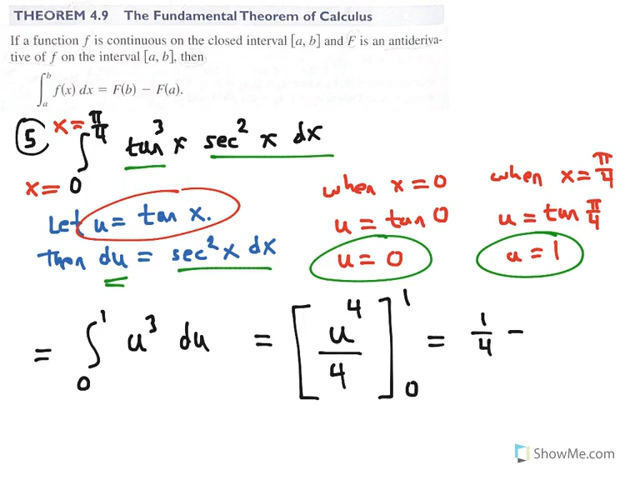 THEOREM 4.9 The Fundamental Theorem of Calculus
If a function f is continuous on the closed interval [a, b] and F is an antideriva-
tive of f on the interval [a, b], then
∫_a^b f(x) dx = F(b) − F(a).
⑤ ∫_{x=0}^{x=π/4} tan³ x sec² x dx
Let u = tan x.
then du = sec² x dx
when x = 0
u = tan 0
u = 0
when x = π/4
u = tan π/4
u = 1
= ∫_0^1 u³ du = [u⁴/4]_0^1 = 1/4 −
ShowMe.com